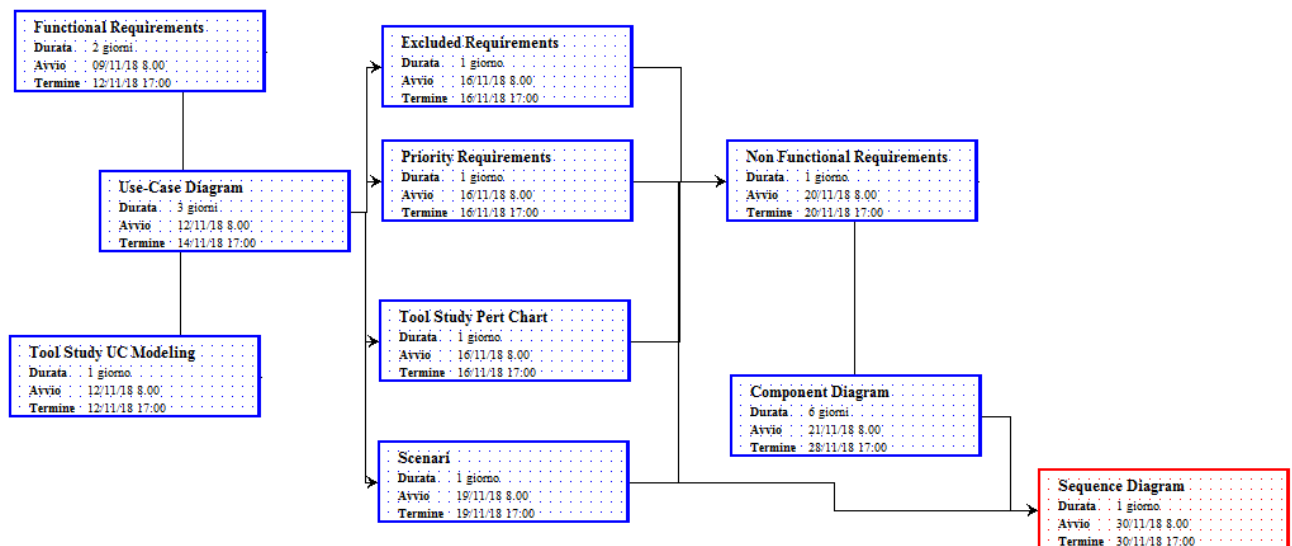 Functional Requirements
Durata 2 giorni
Avvio 09/11/18 8.00
Termine 12/11/18 17:00
Use-Case Diagram
Durata 3 giorni
Avvio 12/11/18 8.00
Termine 14/11/18 17:00
Tool Study UC Modeling
Durata 1 giorno
Avvio 12/11/18 8.00
Termine 12/11/18 17:00
Excluded Requirements
Durata 1 giorno
Avvio 16/11/18 8.00
Termine 16/11/18 17:00
Priority Requirements
Durata 1 giorno
Avvio 16/11/18 8.00
Termine 16/11/18 17:00
Tool Study Pert Chart
Durata 1 giorno
Avvio 16/11/18 8.00
Termine 16/11/18 17:00
Scenari
Durata 1 giorno
Avvio 19/11/18 8.00
Termine 19/11/18 17:00
Non Functional Requirements
Durata 1 giorno
Avvio 20/11/18 8.00
Termine 20/11/18 17:00
Component Diagram
Durata 6 giorni
Avvio 21/11/18 8.00
Termine 28/11/18 17:00
Sequence Diagram
Durata 1 giorno
Avvio 30/11/18 8.00
Termine 30/11/18 17:00